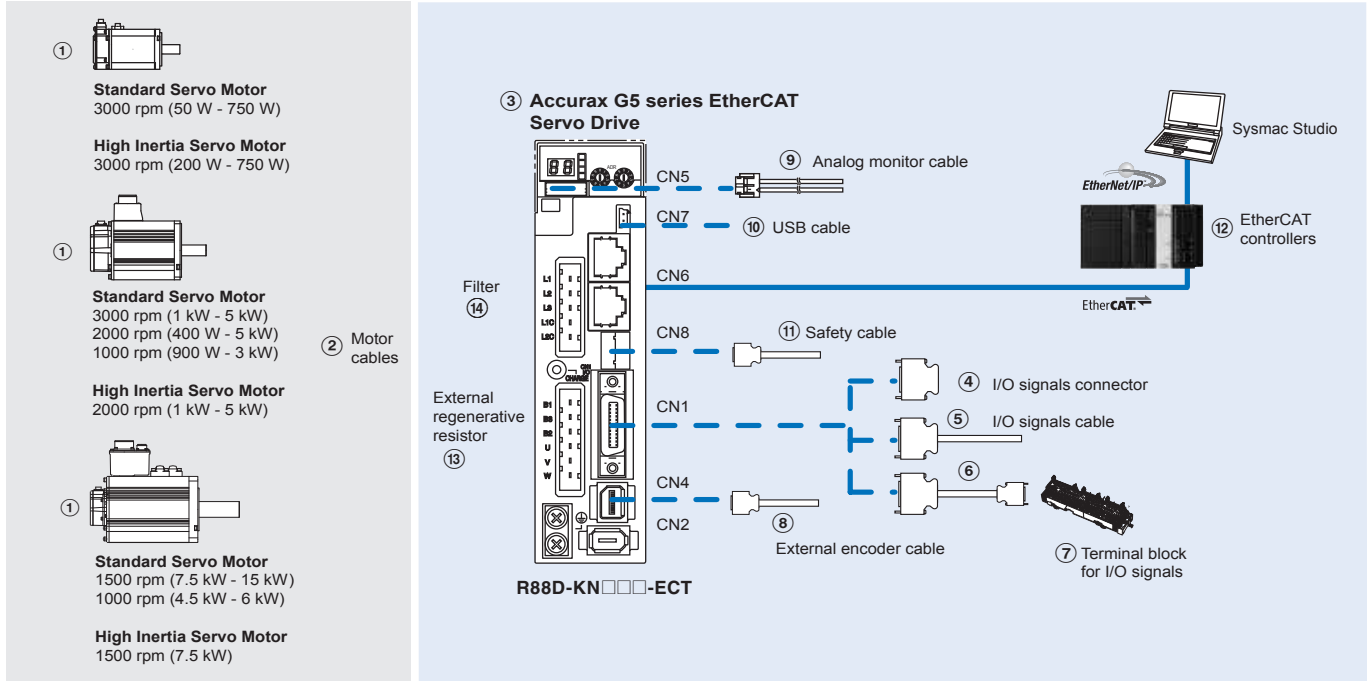 ①
Standard Servo Motor
3000 rpm (50 W - 750 W)
High Inertia Servo Motor
3000 rpm (200 W - 750 W)
①
Standard Servo Motor
3000 rpm (1 kW - 5 kW)
2000 rpm (400 W - 5 kW)
1000 rpm (900 W - 3 kW)
High Inertia Servo Motor
2000 rpm (1 kW - 5 kW)
①
Standard Servo Motor
1500 rpm (7.5 kW - 15 kW)
1000 rpm (4.5 kW - 6 kW)
High Inertia Servo Motor
1500 rpm (7.5 kW)
② Motor
cables
③ Accurax G5 series EtherCAT
Servo Drive
ADR
Filter
⑭
L1
L2
L3
L1C
L2C
CHARGE
External
regenerative
resistor
⑬
B1
B3
B2
U
V
W
CN5
CN7
CN6
CN8
CN1
CN4
CN2
R88D-KN□□□-ECT
⑨ Analog monitor cable
⑩ USB cable
⑪ Safety cable
④ I/O signals connector
⑤ I/O signals cable
⑥
⑦ Terminal block
for I/O signals
⑧
External encoder cable
Sysmac Studio
EtherNet/IP
⑫ EtherCAT
controllers
EtherCAT